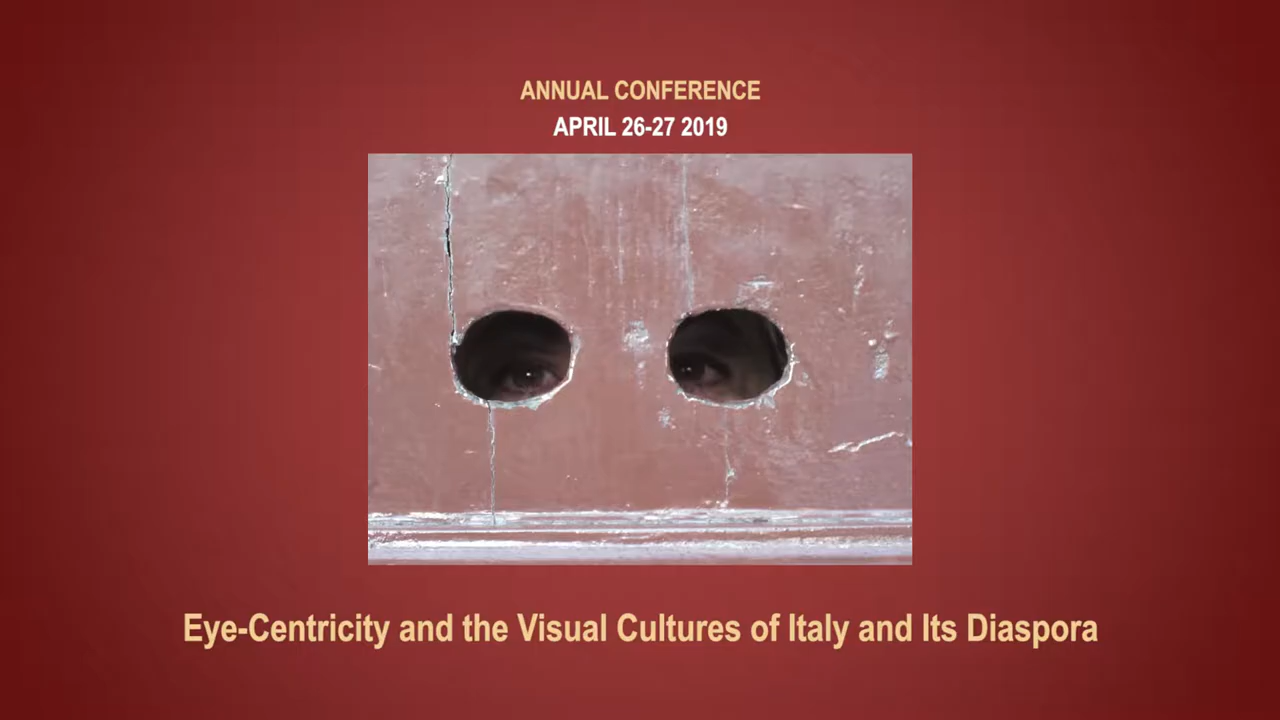 ANNUAL CONFERENCE
APRIL 26-27 2019
Eye-Centricity and the Visual Cultures of Italy and Its Diaspora